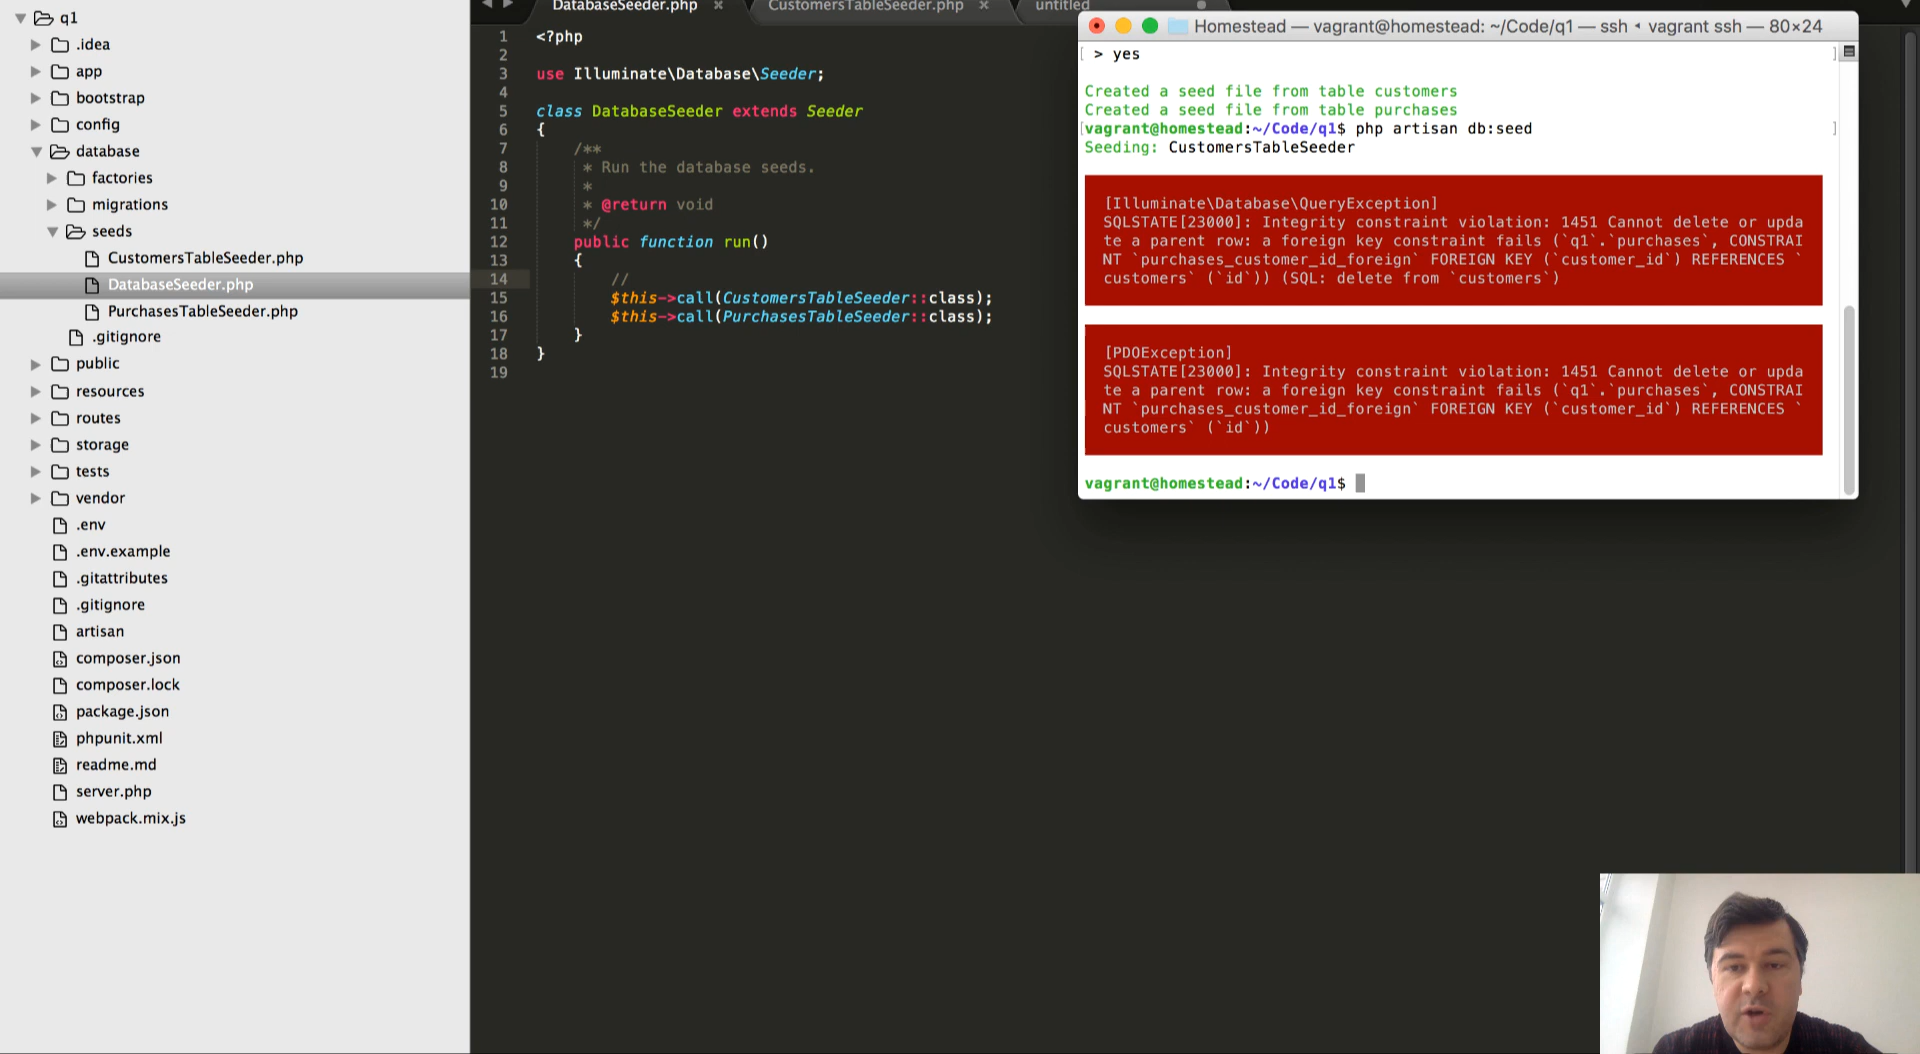 q1
.idea
app
bootstrap
config
database
factories
migrations
seeds
CustomersTableSeeder.php
DatabaseSeeder.php
PurchasesTableSeeder.php
.gitignore
public
resources
routes
storage
tests
vendor
.env
.env.example
.gitattributes
.gitignore
artisan
composer.json
composer.lock
package.json
phpunit.xml
readme.md
server.php
webpack.mix.js
DatabaseSeeder.php × CustomersTableSeeder.php × untitled
1 <?php
2
3 use Illuminate\Database\Seeder;
4
5 class DatabaseSeeder extends Seeder
6 {
7 /**
8 * Run the database seeds.
9 *
10 * @return void
11 */
12 public function run()
13 {
14 //
15 $this->call(CustomersTableSeeder::class);
16 $this->call(PurchasesTableSeeder::class);
17 }
18 }
19
Homestead — vagrant@homestead: ~/Code/q1 — ssh ◂ vagrant ssh — 80×24
[ > yes ]
Created a seed file from table customers
Created a seed file from table purchases
[vagrant@homestead:~/Code/q1$ php artisan db:seed ]
Seeding: CustomersTableSeeder
[Illuminate\Database\QueryException]
SQLSTATE[23000]: Integrity constraint violation: 1451 Cannot delete or upda
te a parent row: a foreign key constraint fails (`q1`.`purchases`, CONSTRAI
NT `purchases_customer_id_foreign` FOREIGN KEY (`customer_id`) REFERENCES `
customers` (`id`)) (SQL: delete from `customers`)
[PDOException]
SQLSTATE[23000]: Integrity constraint violation: 1451 Cannot delete or upda
te a parent row: a foreign key constraint fails (`q1`.`purchases`, CONSTRAI
NT `purchases_customer_id_foreign` FOREIGN KEY (`customer_id`) REFERENCES `
customers` (`id`))
vagrant@homestead:~/Code/q1$